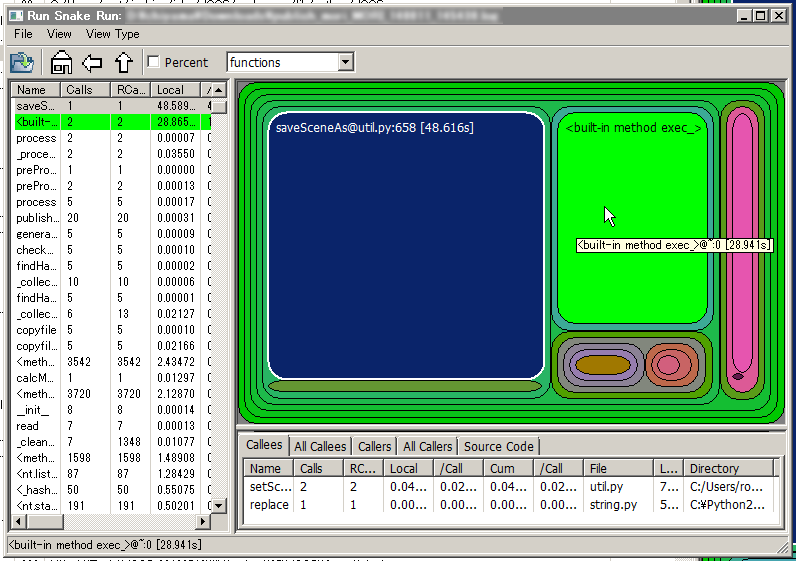 Run Snake Run:
File View View Type
Percent functions
Name Calls RCa... Local /
saveS... 1 1 48.589... 4
<built-... 2 2 28.865... 1
process 2 2 0.00007 0
_proce... 2 2 0.03550 0
prePro... 1 1 0.00000 0
prePro... 2 2 0.00013 0
process 5 5 0.00017 0
publish... 20 20 0.00031 0
genera... 5 5 0.00009 0
check... 5 5 0.00010 0
findHa... 5 5 0.00002 0
_collec... 10 10 0.00006 0
findHa... 5 5 0.00001 0
_collec... 6 13 0.02127 0
copyfile 5 5 0.00010 0
copyfil... 5 5 0.02166 0
<meth... 3542 3542 2.43472 0
calcM... 1 1 0.01297 0
<meth... 3720 3720 2.12870 0
__init__ 8 8 0.00014 0
read 7 7 0.00013 0
_clean... 7 1348 0.01077 0
<meth... 1598 1598 1.48908 0
<nt.list... 87 87 1.28429 0
<_hash... 50 50 0.55075 0
<nt.sta... 191 191 0.50201 0
saveSceneAs@util.py:658 [48.616s]
<built-in method exec_>
<built-in method exec_>@~:0 [28.941s]
Callees All Callees Callers All Callers Source Code
Name Calls RC... Local /Call Cum /Call File L... Directory
setSc... 2 2 0.04... 0.02... 0.04... 0.02... util.py 7... C:/Users/ro...
replace 1 1 0.00... 0.00... 0.00... 0.00... string.py 5... C:¥Python2...
<built-in method exec_>@~:0 [28.941s]